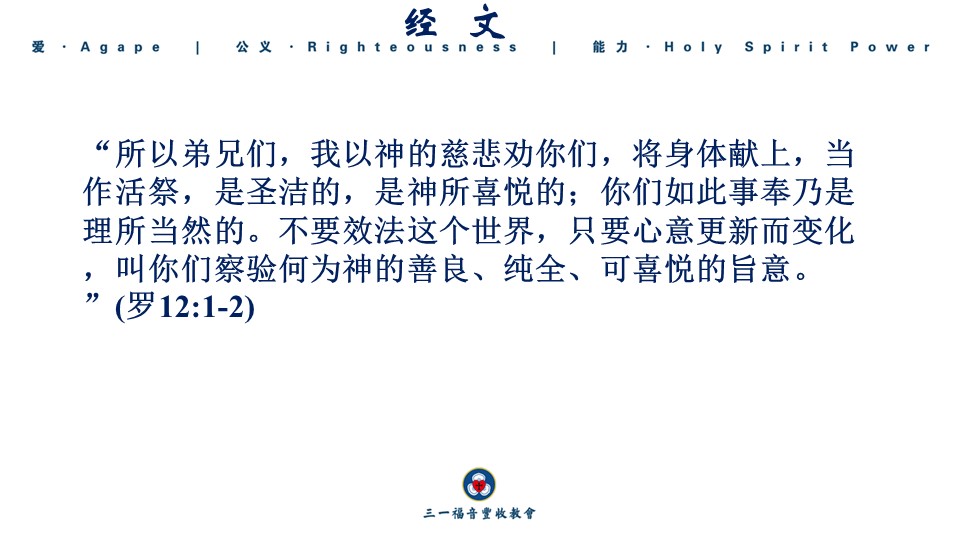 经 文
爱 · Agape | 公义 · Righteousness | 能力 · Holy Spirit Power
“所以弟兄们，我以神的慈悲劝你们，将身体献上，当
作活祭，是圣洁的，是神所喜悦的；你们如此事奉乃是
理所当然的。不要效法这个世界，只要心意更新而变化
，叫你们察验何为神的善良、纯全、可喜悦的旨意。
”(罗12:1-2)
三一福音豐收教會